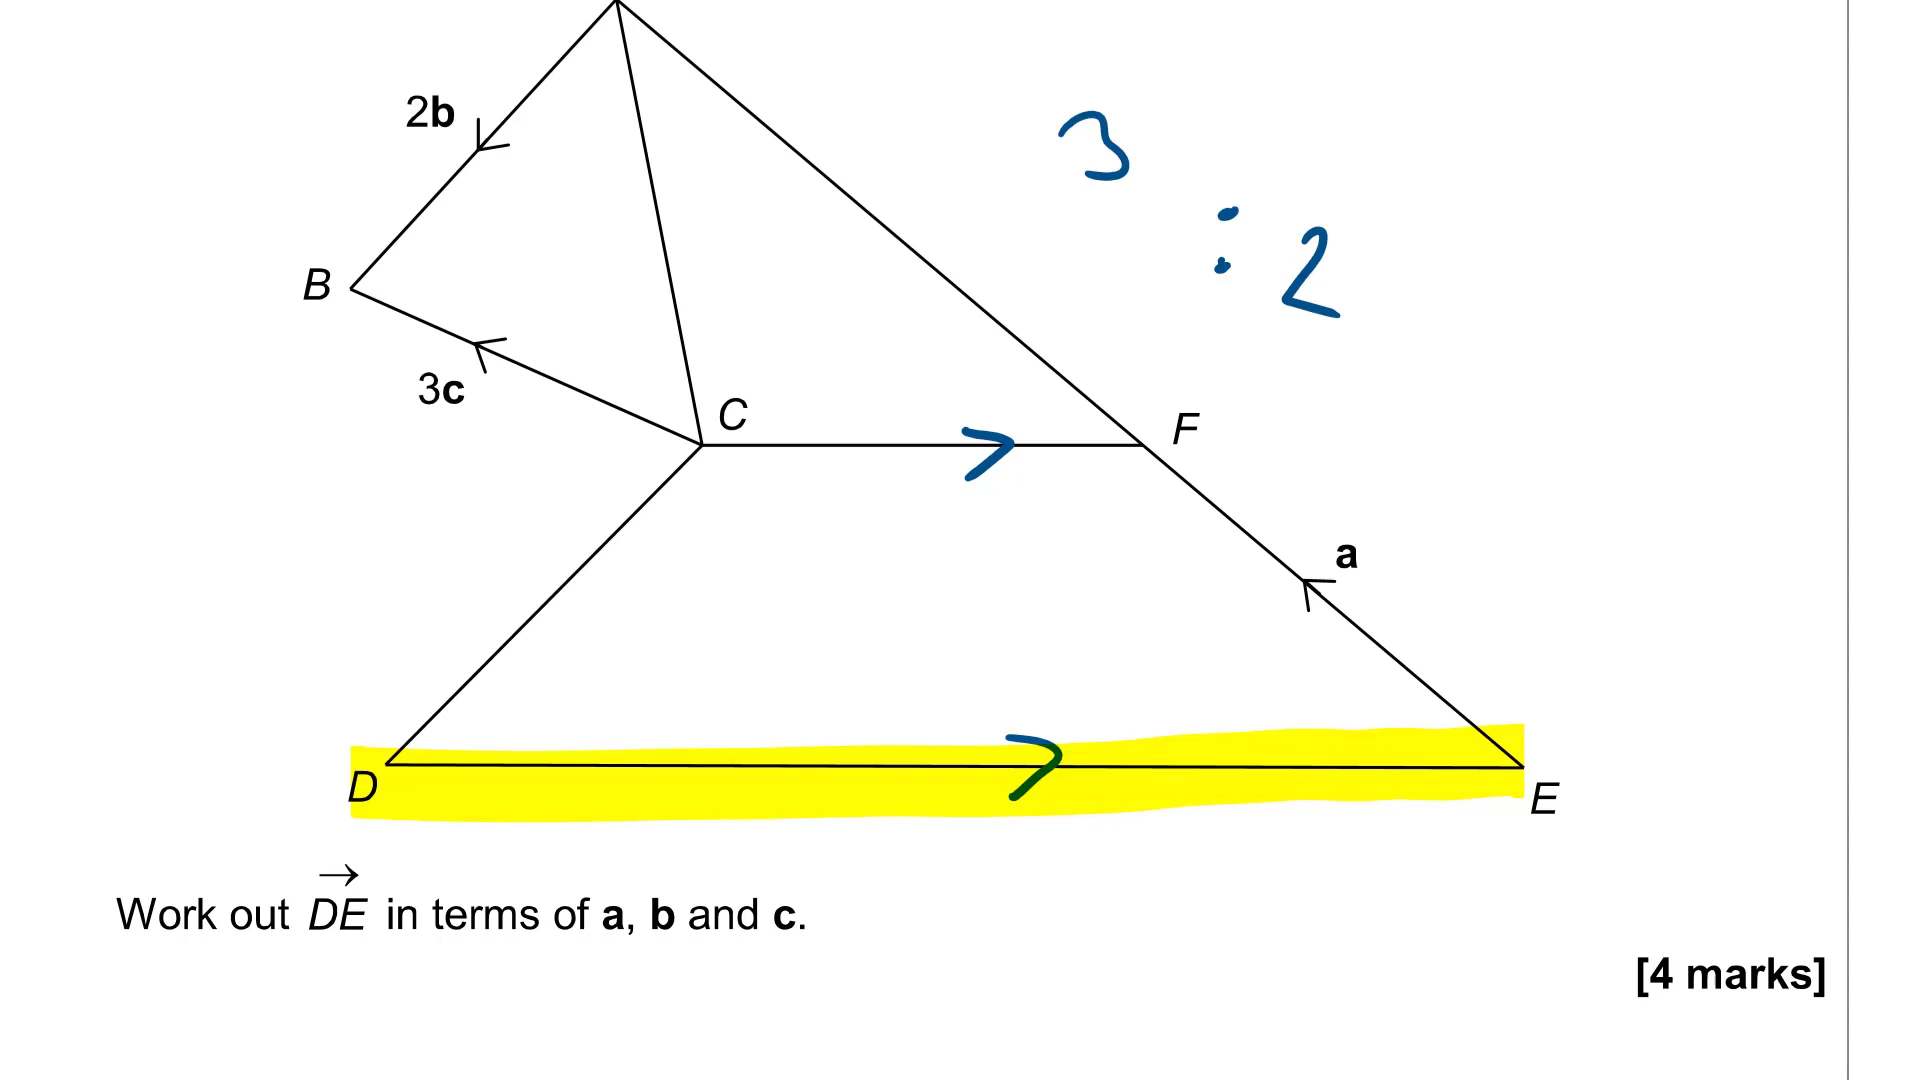 2b
3
: 2
B
3c
C
F
a
D
E
Work out DE in terms of a, b and c.
[4 marks]